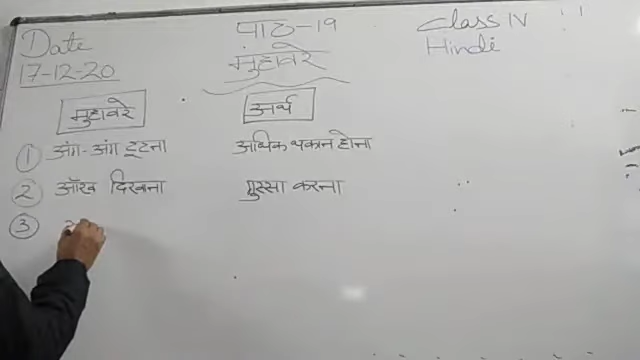 Date
17-12-20
पाठ-19
मुहावरे
Class IV
Hindi
मुहावरे अर्थ
1 अंग-अंग टूटना अधिक थकान होना
2 आँख दिखाना गुस्सा करना
3